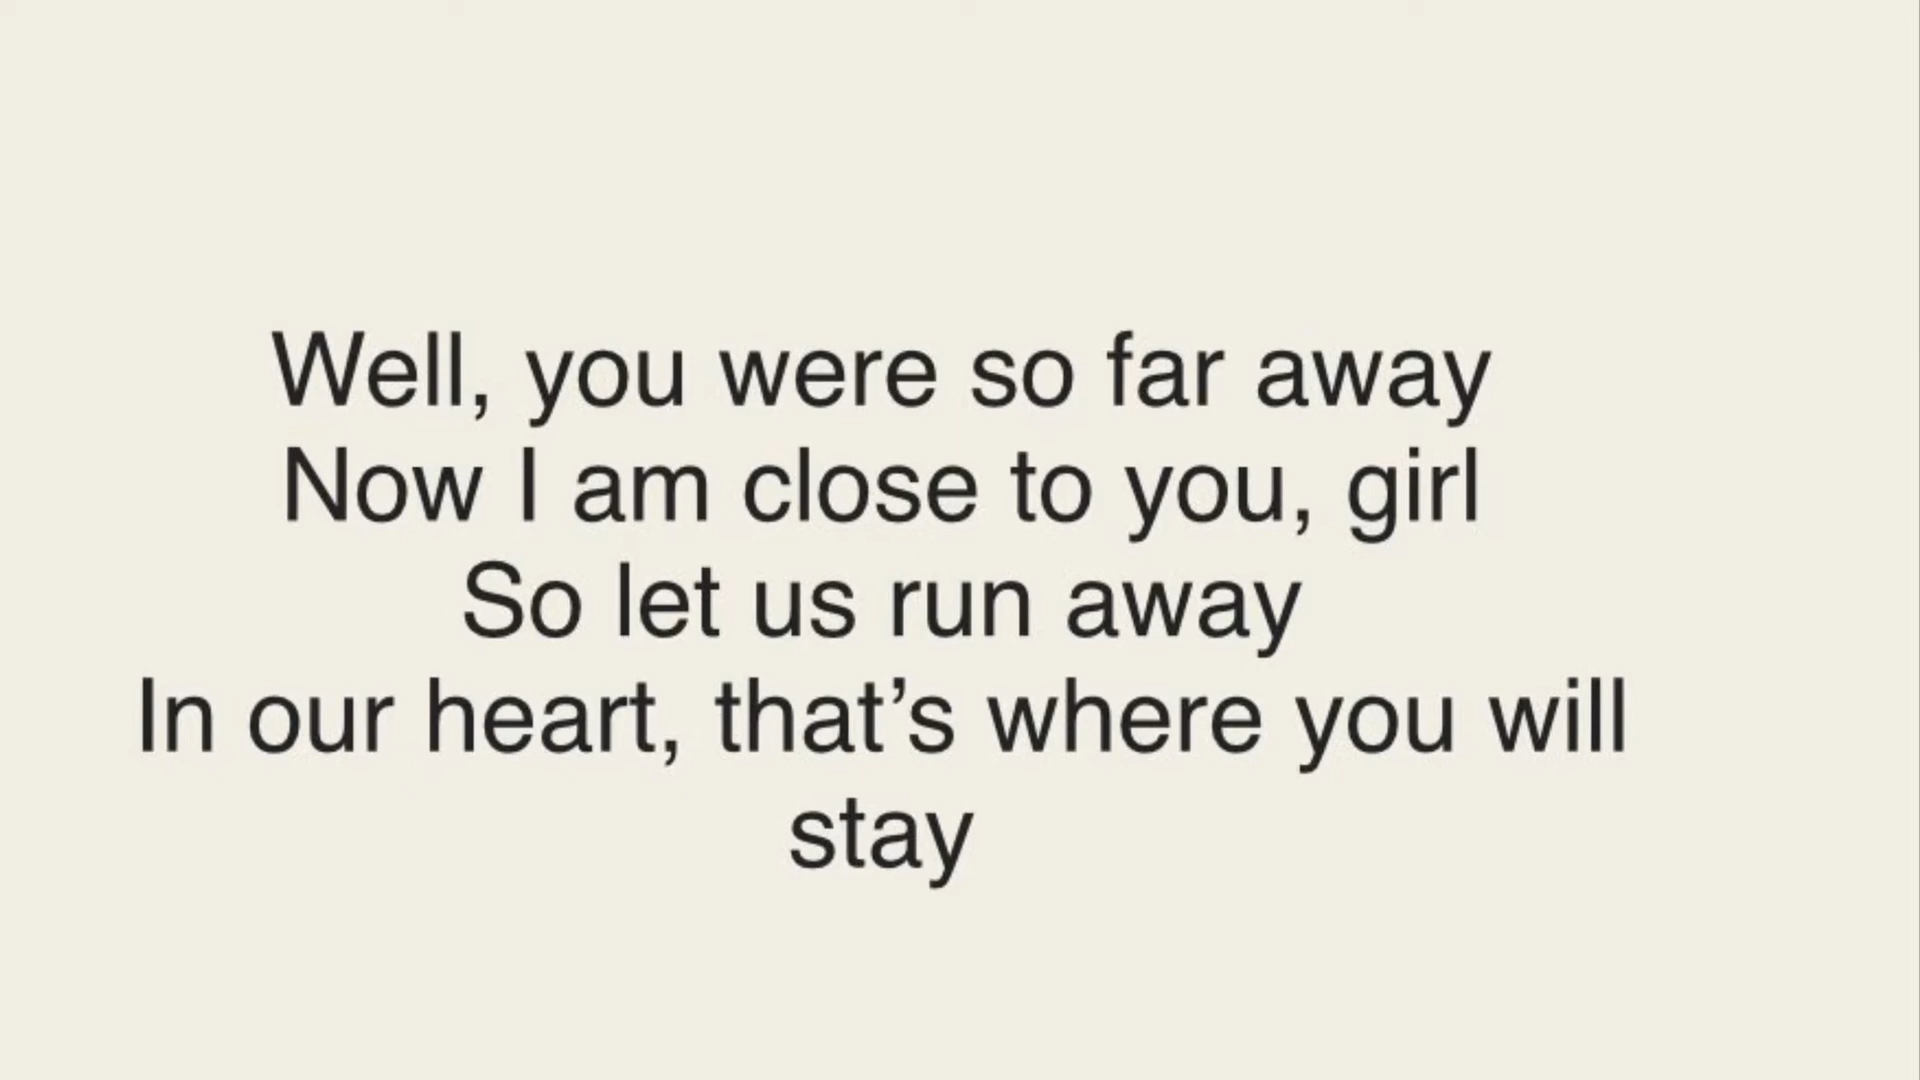 Well, you were so far away
Now I am close to you, girl
So let us run away
In our heart, that’s where you will
stay